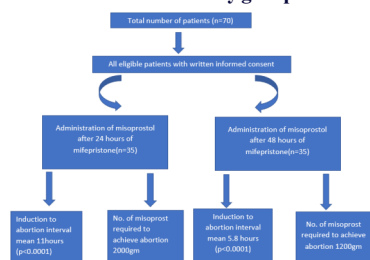 Total number of patients (n=70)
All eligible patients with written informed consent
Administration of misoprostol
after 24 hours of
mifepristone(n=35)
Administration of misoprostol
after 48 hours of
mifepristone(n=35)
Induction to
abortion interval
mean 11hours
(p<0.0001)
No. of misoprost
required to
achieve abortion
2000gm
Induction to
abortion interval
mean 5.8 hours
(p<0.0001)
No. of misoprost
required to achieve
abortion 1200gm